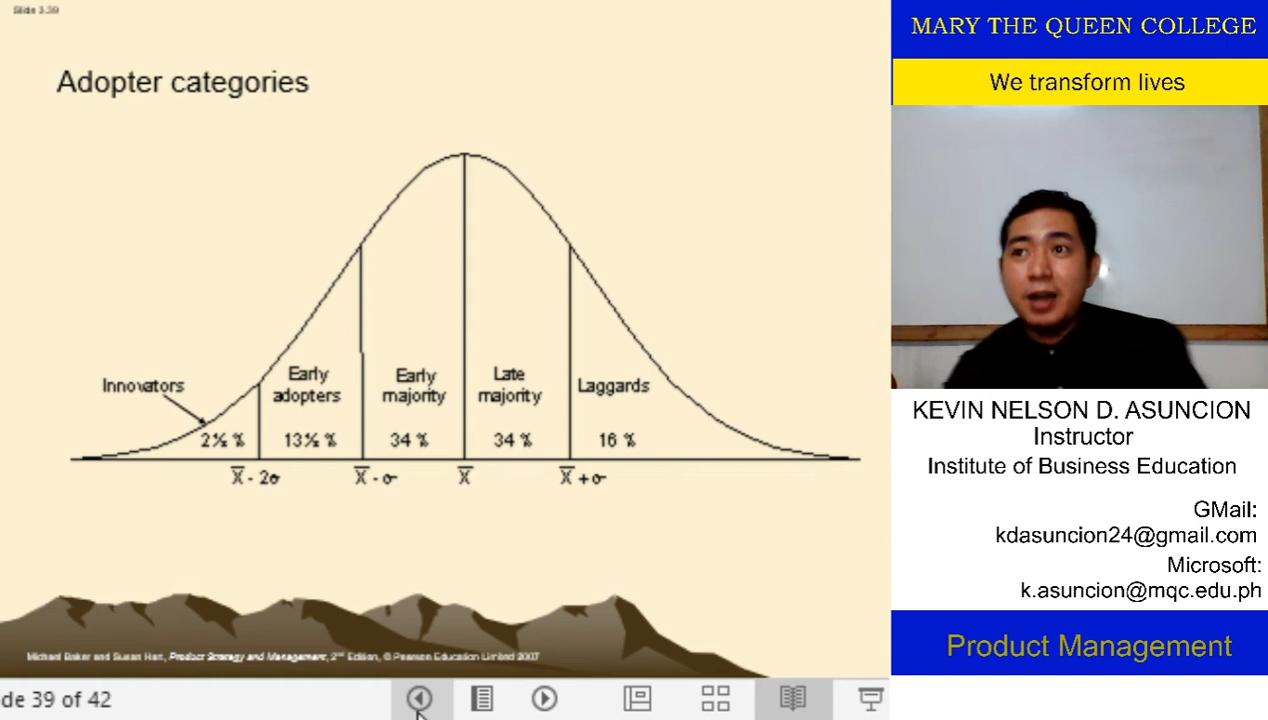 Slide 3.39
Adopter categories
Innovators
Early
adopters
Early
majority
Late
majority
Laggards
2½ %
13½ %
34 %
34 %
16 %
X̅ - 2σ
X̅ - σ
X̅
X̅ + σ
Michael Baker and Susan Hart, Product Strategy and Management, 2nd Edition, © Pearson Education Limited 2007
de 39 of 42
MARY THE QUEEN COLLEGE
We transform lives
KEVIN NELSON D. ASUNCION
Instructor
Institute of Business Education
GMail:
kdasuncion24@gmail.com
Microsoft:
k.asuncion@mqc.edu.ph
Product Management